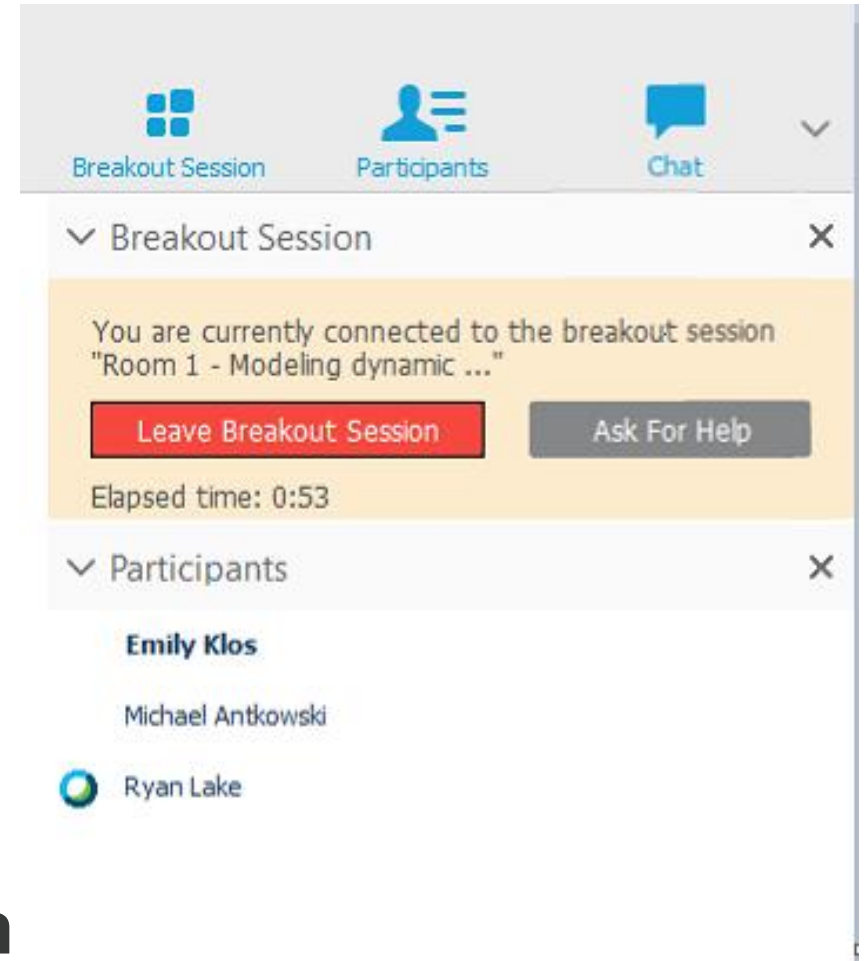 Breakout Session Participants Chat
Breakout Session
You are currently connected to the breakout session
"Room 1 - Modeling dynamic ..."
Leave Breakout Session Ask For Help
Elapsed time: 0:53
Participants
Emily Klos
Michael Antkowski
Ryan Lake